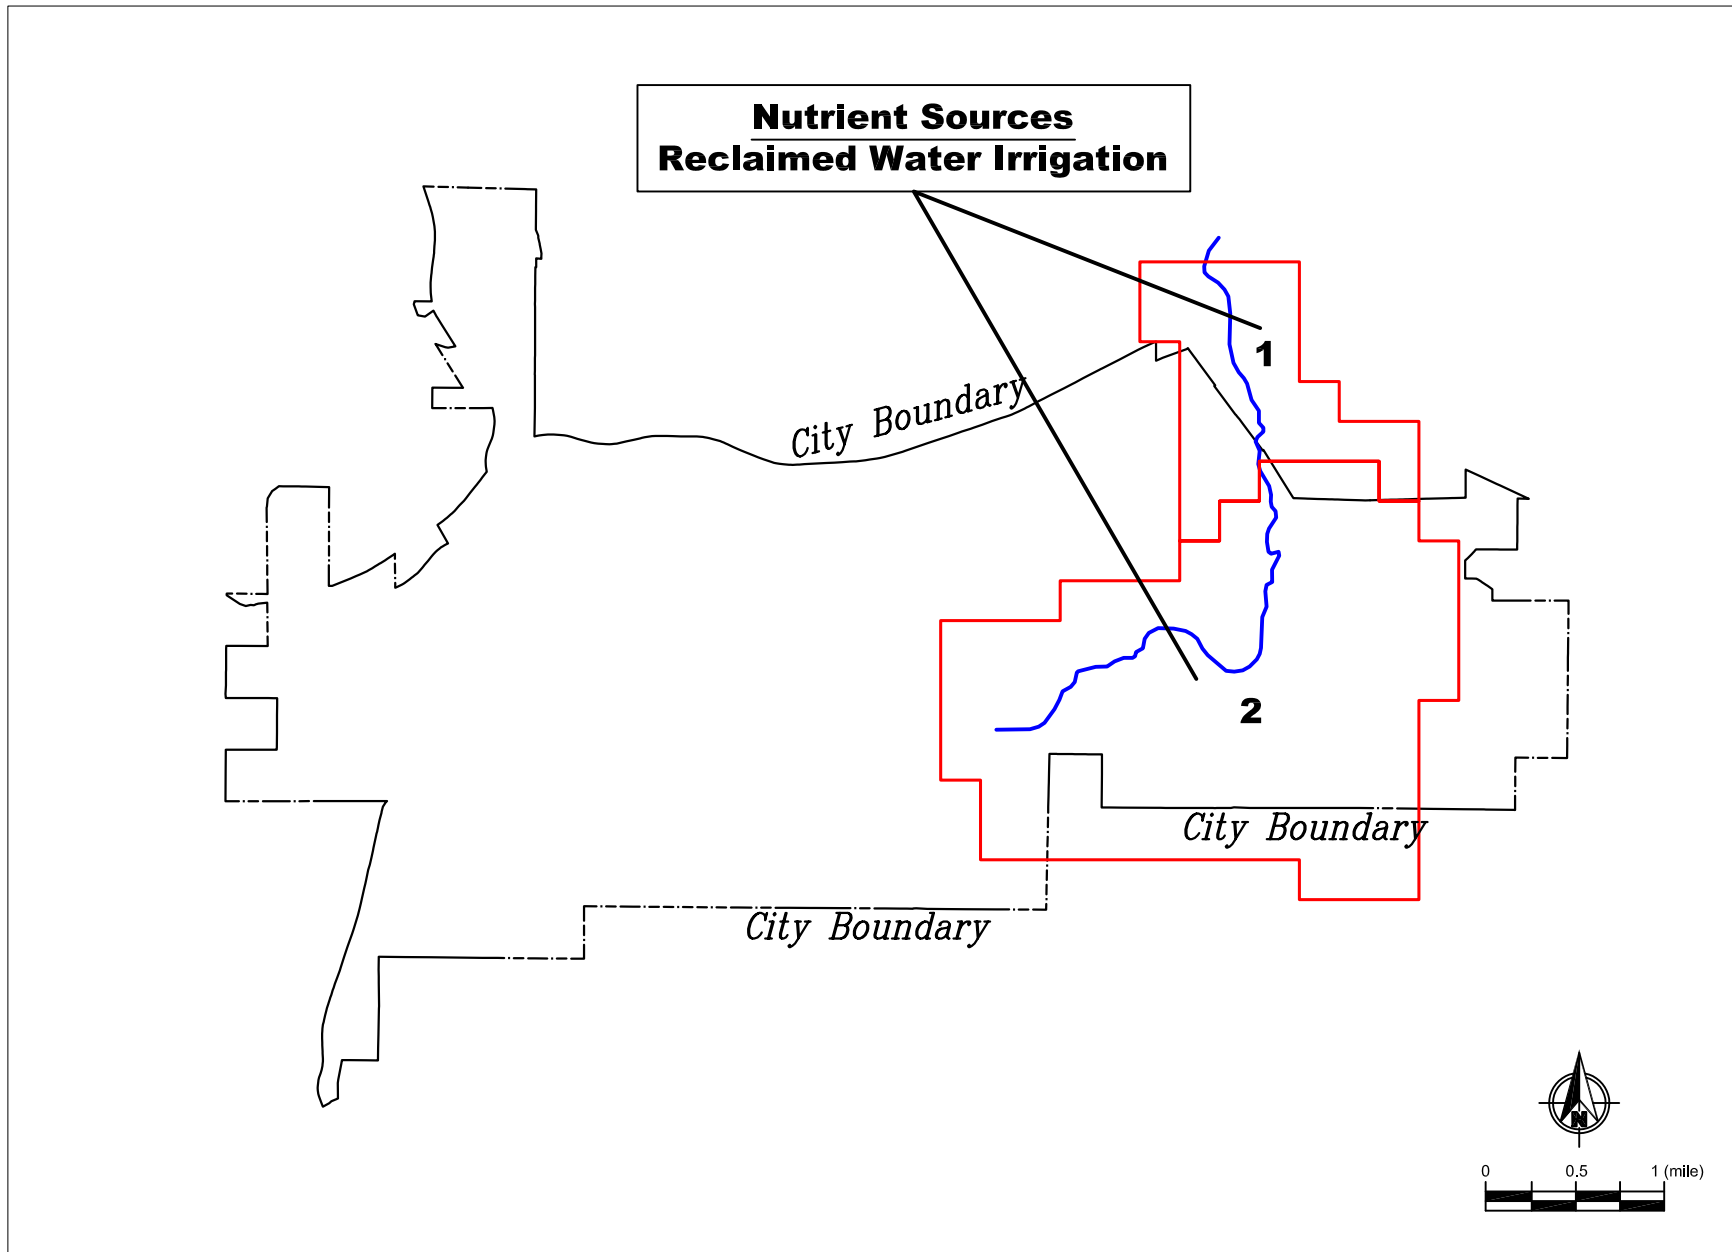 Nutrient Sources
Reclaimed Water Irrigation
1
City Boundary
2
City Boundary
City Boundary
N
0 0.5 1 (mile)